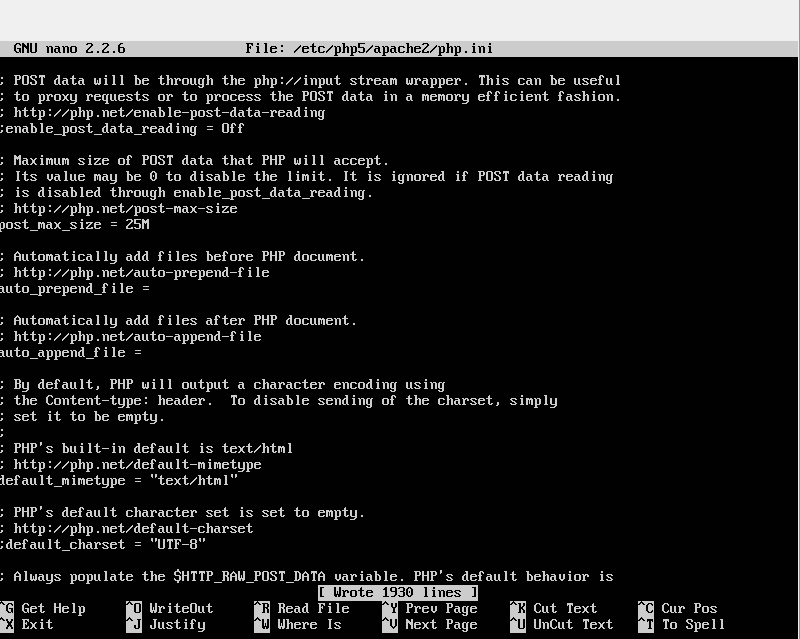 GNU nano 2.2.6 File: /etc/php5/apache2/php.ini
; POST data will be through the php://input stream wrapper. This can be useful
; to proxy requests or to process the POST data in a memory efficient fashion.
; http://php.net/enable-post-data-reading
;enable_post_data_reading = Off
; Maximum size of POST data that PHP will accept.
; Its value may be 0 to disable the limit. It is ignored if POST data reading
; is disabled through enable_post_data_reading.
; http://php.net/post-max-size
post_max_size = 25M
; Automatically add files before PHP document.
; http://php.net/auto-prepend-file
auto_prepend_file =
; Automatically add files after PHP document.
; http://php.net/auto-append-file
auto_append_file =
; By default, PHP will output a character encoding using
; the Content-type: header.  To disable sending of the charset, simply
; set it to be empty.
;
; PHP's built-in default is text/html
; http://php.net/default-mimetype
default_mimetype = "text/html"
; PHP's default character set is set to empty.
; http://php.net/default-charset
;default_charset = "UTF-8"
; Always populate the $HTTP_RAW_POST_DATA variable. PHP's default behavior is
[ Wrote 1930 lines ]
^G Get Help ^O WriteOut ^R Read File ^Y Prev Page ^K Cut Text ^C Cur Pos
^X Exit ^J Justify ^W Where Is ^V Next Page ^U UnCut Text ^T To Spell